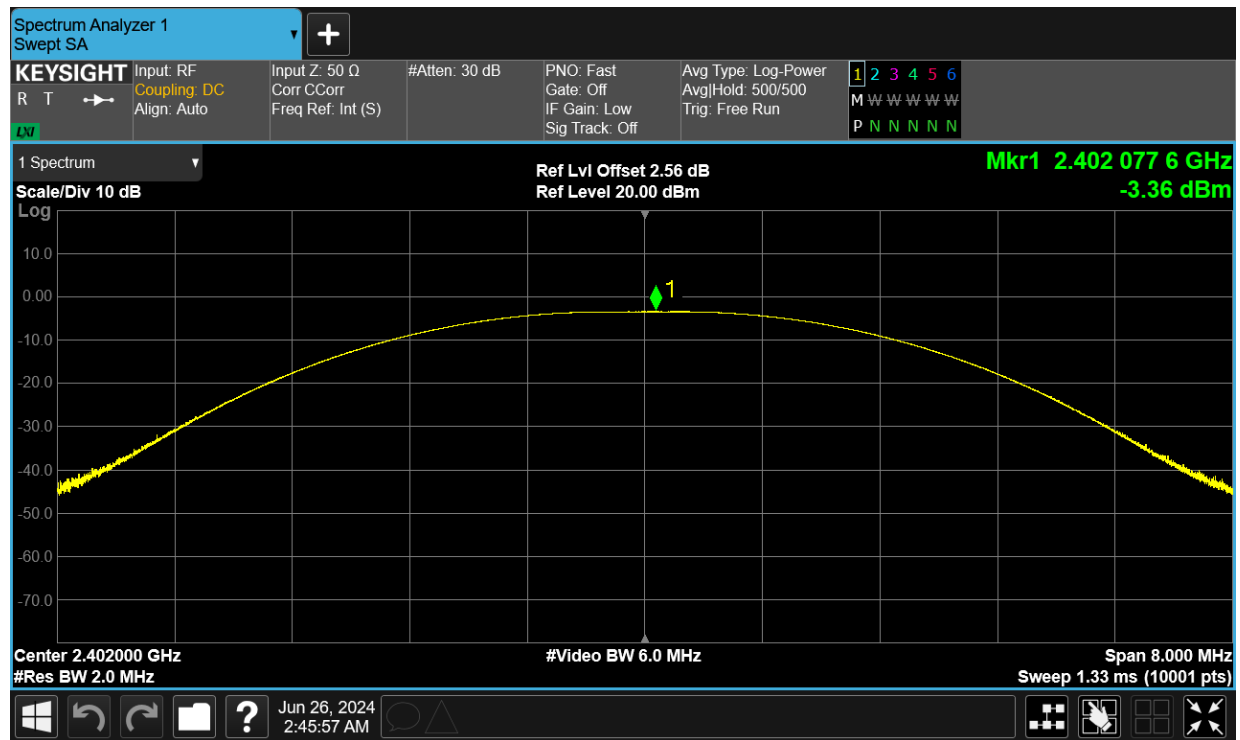 Spectrum Analyzer 1
Swept SA
+
KEYSIGHT
R T
LXI
Input: RF
Coupling: DC
Align: Auto
Input Z: 50 Ω
Corr CCorr
Freq Ref: Int (S)
#Atten: 30 dB
PNO: Fast
Gate: Off
IF Gain: Low
Sig Track: Off
Avg Type: Log-Power
Avg|Hold: 500/500
Trig: Free Run
1 2 3 4 5 6
M W W W W W
P N N N N N
1 Spectrum
Scale/Div 10 dB
Log
Ref Lvl Offset 2.56 dB
Ref Level 20.00 dBm
Mkr1 2.402 077 6 GHz
-3.36 dBm
10.0
0.00
-10.0
-20.0
-30.0
-40.0
-50.0
-60.0
-70.0
1
Center 2.402000 GHz
#Res BW 2.0 MHz
#Video BW 6.0 MHz
Span 8.000 MHz
Sweep 1.33 ms (10001 pts)
?
Jun 26, 2024
2:45:57 AM